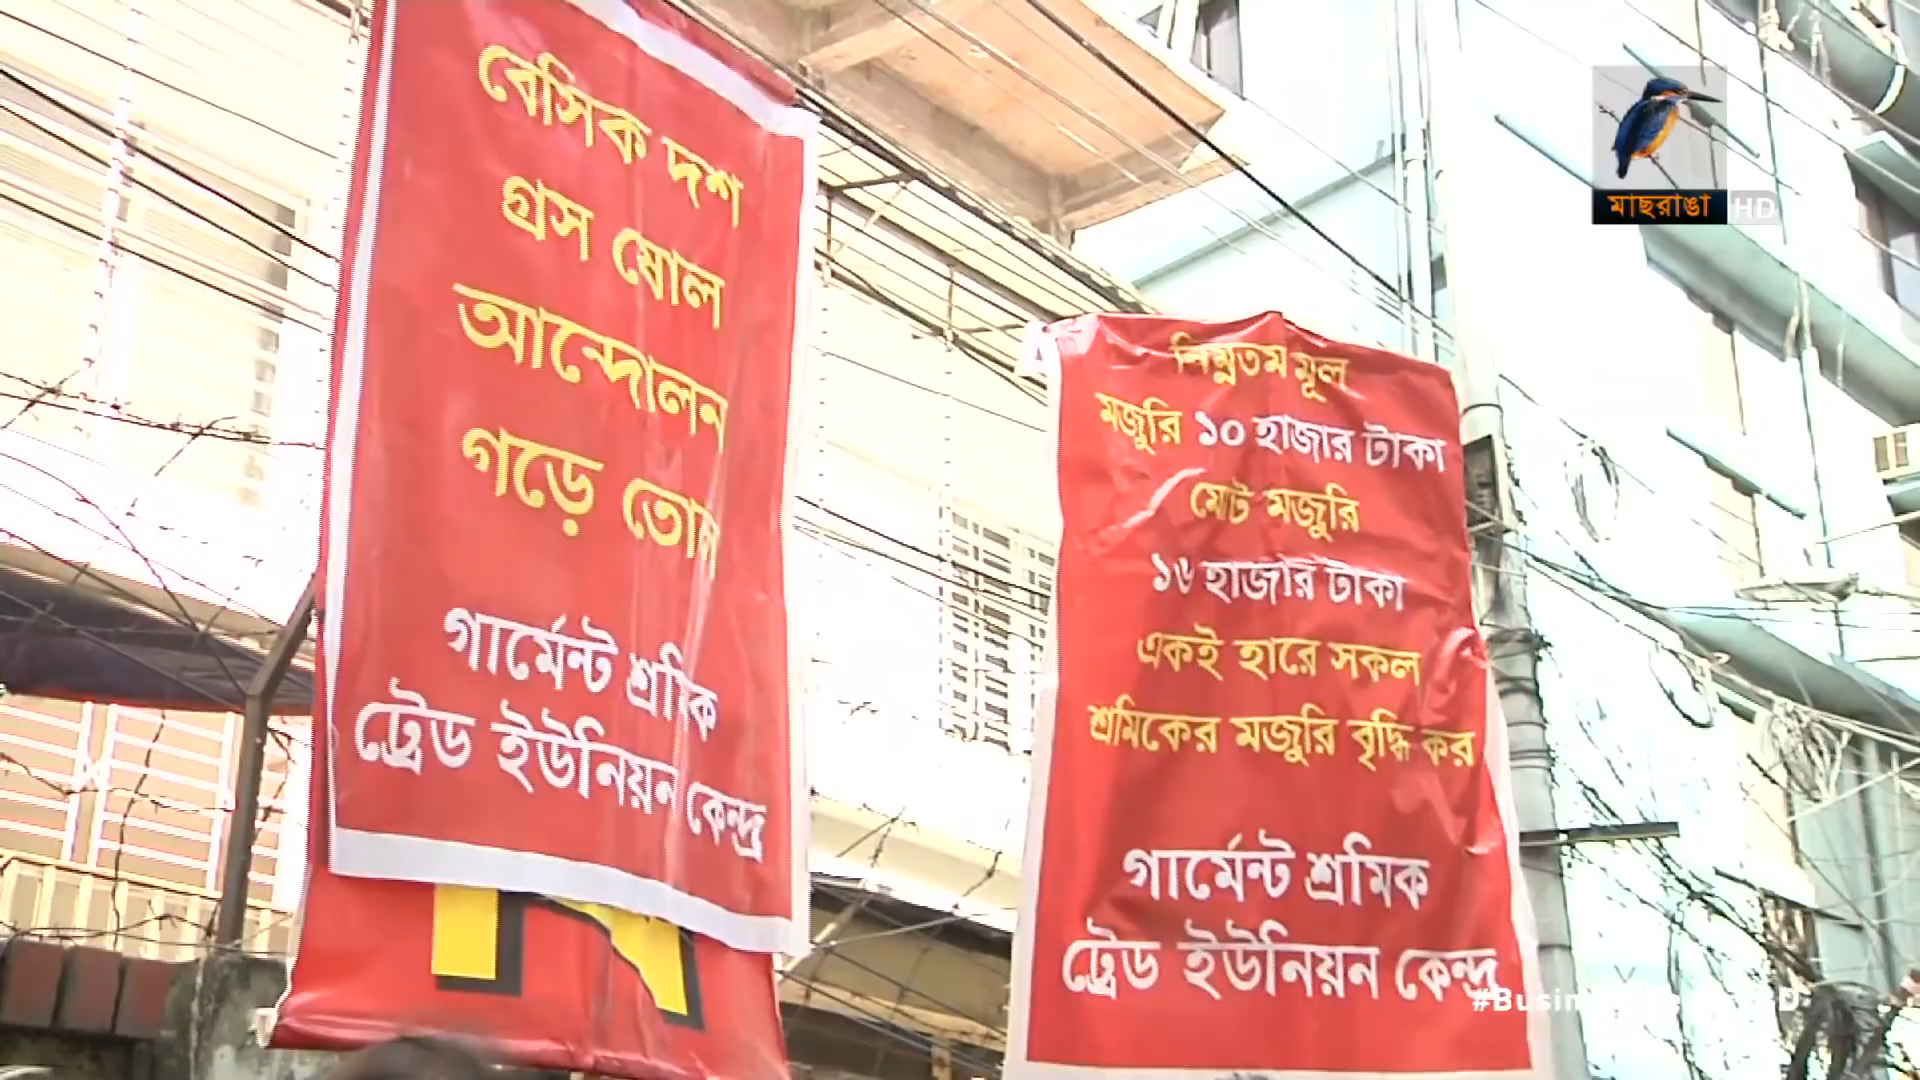 বেসিক দশ
গ্রস ষোল
আন্দোলন
গড়ে তোল
গার্মেন্ট শ্রমিক
ট্রেড ইউনিয়ন কেন্দ্র
নিম্নতম মূল
মজুরি ১০ হাজার টাকা
মোট মজুরি
১৬ হাজার টাকা
একই হারে সকল
শ্রমিকের মজুরি বৃদ্ধি কর
গার্মেন্ট শ্রমিক
ট্রেড ইউনিয়ন কেন্দ্র
মাছরাঙা HD